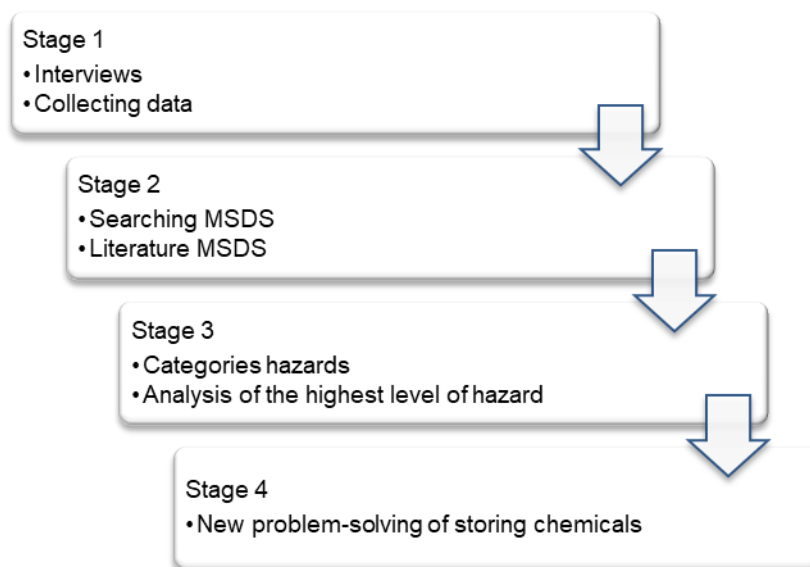 Stage 1
•Interviews
•Collecting data
Stage 2
•Searching MSDS
•Literature MSDS
Stage 3
•Categories hazards
•Analysis of the highest level of hazard
Stage 4
•New problem-solving of storing chemicals